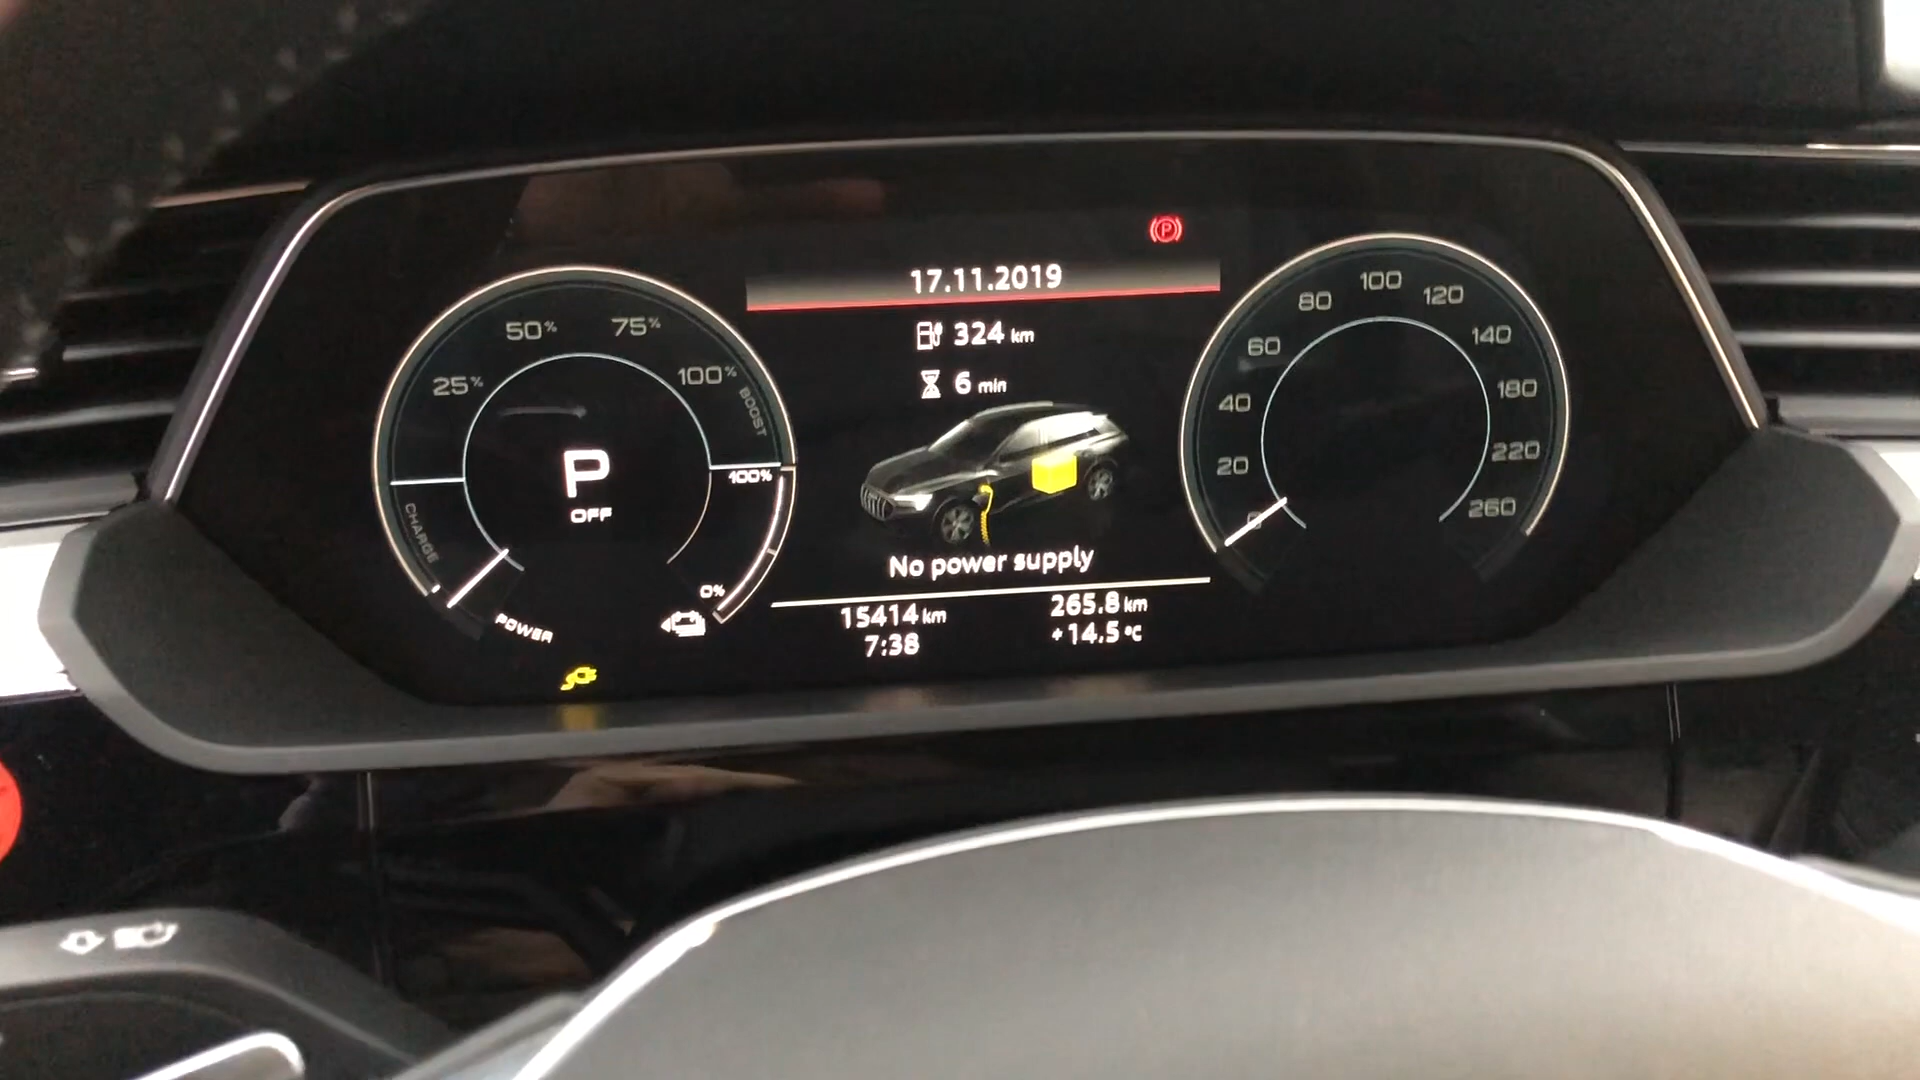 17.11.2019
324 km
6 min
No power supply
15414 km
265.8 km
7:38
+14.5 °C
25%
50%
75%
100%
BOOST
P
OFF
CHARGE
POWER
100%
0%
0
20
40
60
80
100
120
140
180
220
260
P